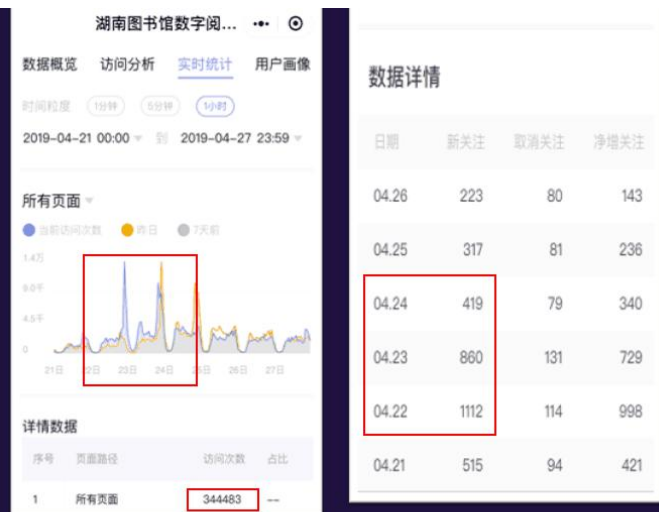 湖南图书馆数字阅... •••
数据概览 访问分析 实时统计 用户画像
时间粒度 1分钟 5分钟 1小时
2019-04-21 00:00 到 2019-04-27 23:59
所有页面
当前访问次数 昨日 7天前
1.4万
9.0千
4.5千
0
21日 22日 23日 24日 25日 26日 27日
详情数据
序号 页面路径 访问次数 占比
1 所有页面 344483 --
数据详情
日期 新关注 取消关注 净增关注
04.26 223 80 143
04.25 317 81 236
04.24 419 79 340
04.23 860 131 729
04.22 1112 114 998
04.21 515 94 421